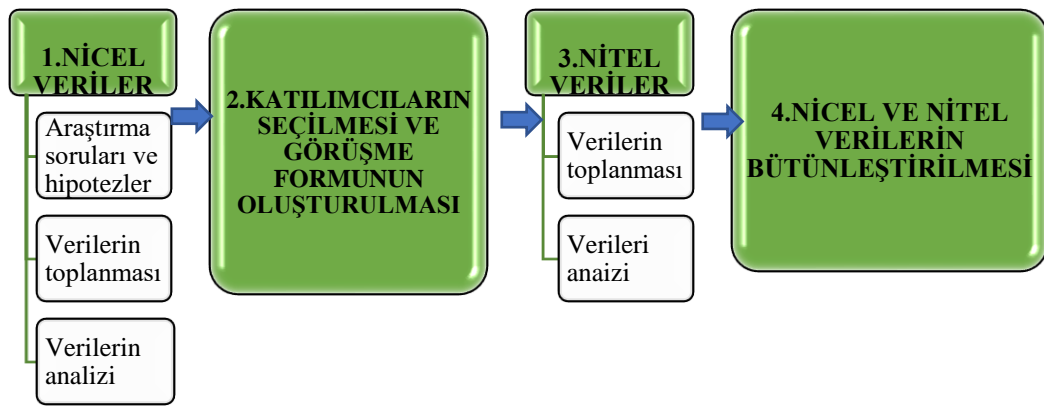 1.NİCEL
VERİLER
Araştırma
soruları ve
hipotezler
Verilerin
toplanması
Verilerin
analizi
2.KATILIMCILARIN
SEÇİLMESİ VE
GÖRÜŞME
FORMUNUN
OLUŞTURULMASI
3.NİTEL
VERİLER
Verilerin
toplanması
Verileri
anaizi
4.NİCEL VE NİTEL
VERİLERİN
BÜTÜNLEŞTİRİLMESİ